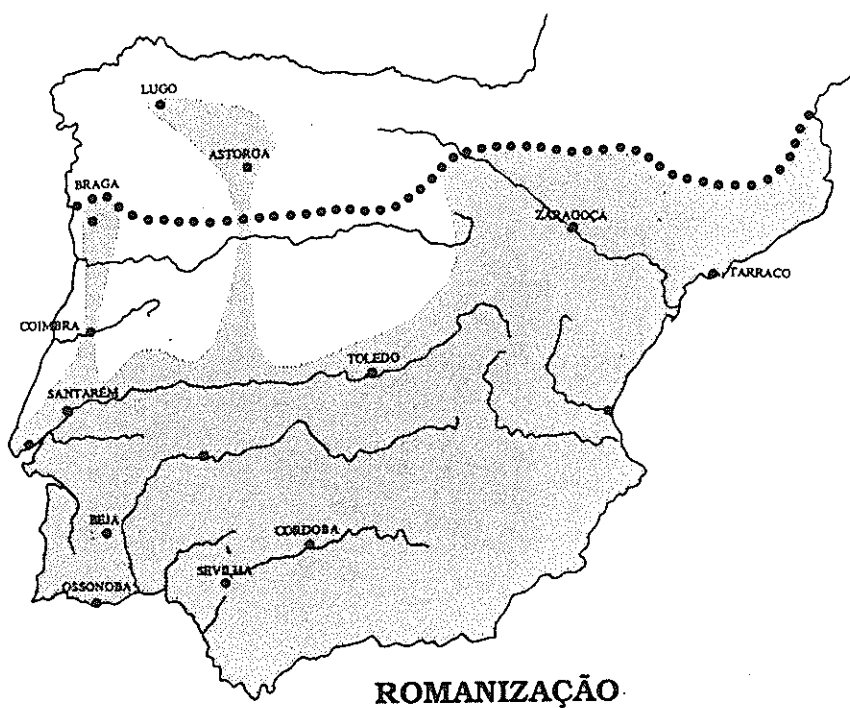 LUGO
ASTORGA
BRAGA
ZARAGOÇA
TARRACO
COIMBRA
TOLEDO
SANTARÉM
BEJA
CORDOBA
SEVILHA
OSSONOBA
ROMANIZAÇÃO